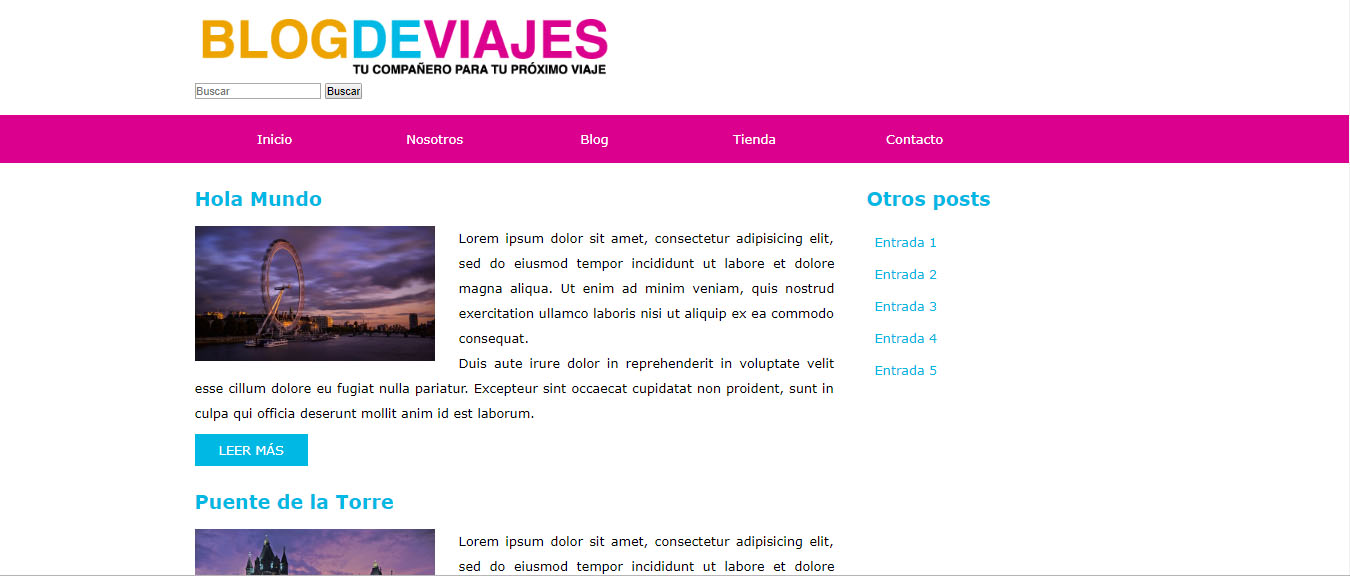 BLOGDEVIAJES
TU COMPAÑERO PARA TU PRÓXIMO VIAJE
Buscar Buscar
Inicio Nosotros Blog Tienda Contacto
Hola Mundo
Lorem ipsum dolor sit amet, consectetur adipisicing elit,
sed do eiusmod tempor incididunt ut labore et dolore
magna aliqua. Ut enim ad minim veniam, quis nostrud
exercitation ullamco laboris nisi ut aliquip ex ea commodo
consequat.
Duis aute irure dolor in reprehenderit in voluptate velit
esse cillum dolore eu fugiat nulla pariatur. Excepteur sint occaecat cupidatat non proident, sunt in
culpa qui officia deserunt mollit anim id est laborum.
LEER MÁS
Puente de la Torre
Lorem ipsum dolor sit amet, consectetur adipisicing elit,
sed do eiusmod tempor incididunt ut labore et dolore
Otros posts
Entrada 1
Entrada 2
Entrada 3
Entrada 4
Entrada 5